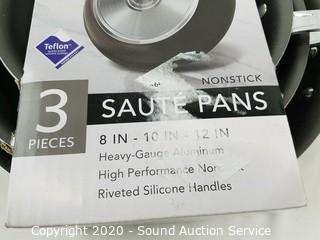 Teflon
NONSTICK
3
PIECES
SAUTÉ PANS
8 IN - 10 IN - 12 IN
Heavy-Gauge Aluminum
High Performance
Riveted Silicone Handles
Copyright 2020 - Sound Auction Service